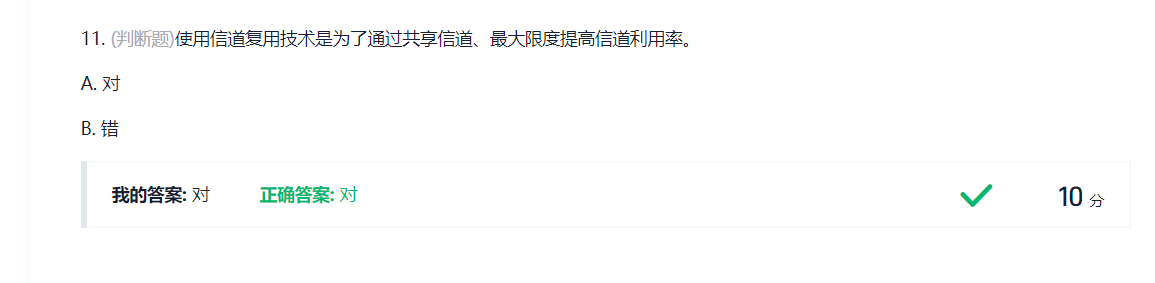 11. (判断题)使用信道复用技术是为了通过共享信道、最大限度提高信道利用率。
A. 对
B. 错
我的答案: 对 正确答案: 对 10 分